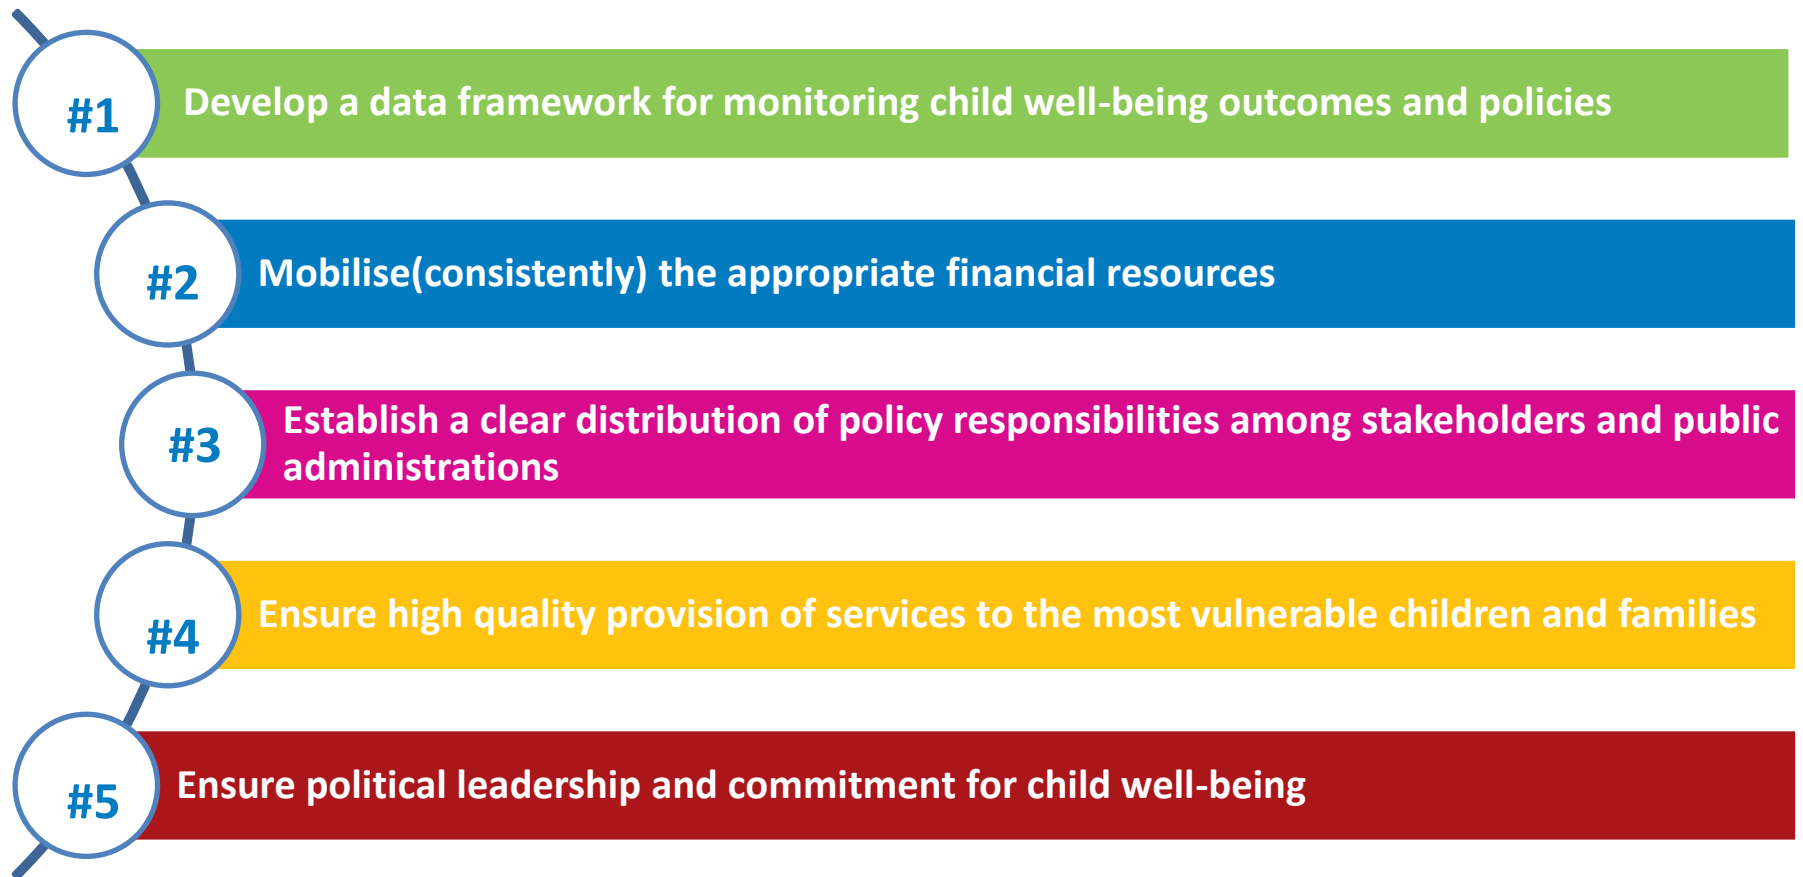 #1
Develop a data framework for monitoring child well-being outcomes and policies
#2
Mobilise(consistently) the appropriate financial resources
#3
Establish a clear distribution of policy responsibilities among stakeholders and public
administrations
#4
Ensure high quality provision of services to the most vulnerable children and families
#5
Ensure political leadership and commitment for child well-being